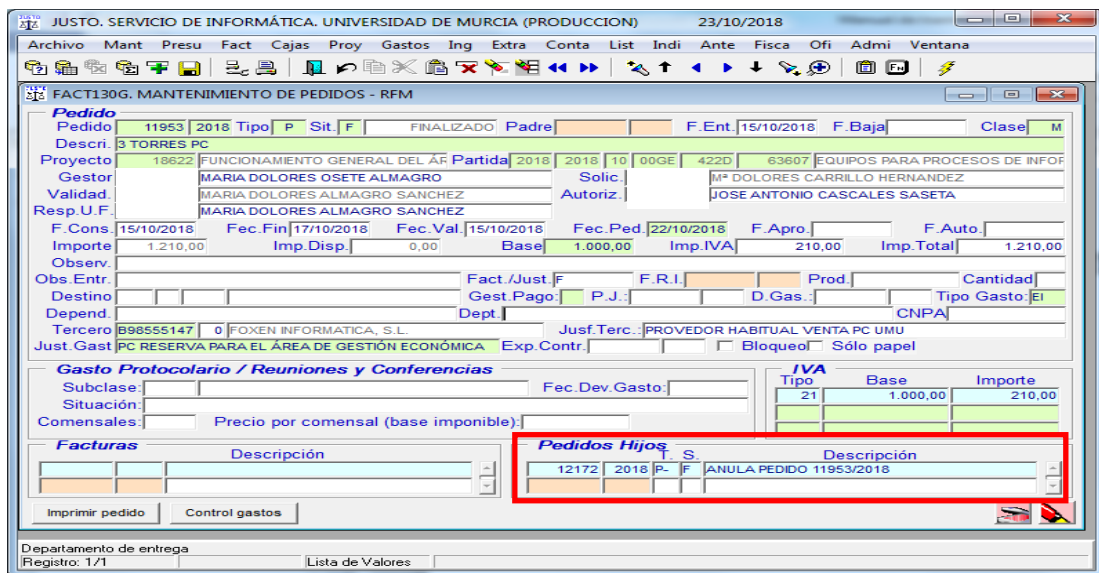 JUSTO. SERVICIO DE INFORMÁTICA. UNIVERSIDAD DE MURCIA (PRODUCCION) 23/10/2018
Archivo Mant Presu Fact Cajas Proy Gastos Ing Extra Conta List Indi Ante Fisca Ofi Admi Ventana
FACT130G. MANTENIMIENTO DE PEDIDOS - RFM
Pedido
Pedido 11953 2018 Tipo P Sit. F FINALIZADO Padre F.Ent. 15/10/2018 F.Baja Clase M
Descri. 3 TORRES PC
Proyecto 18622 FUNCIONAMIENTO GENERAL DEL ÁR Partida 2018 2018 10 00GE 422D 63607 EQUIPOS PARA PROCESOS DE INFOR
Gestor MARIA DOLORES OSETE ALMAGRO Solic. Mª DOLORES CARRILLO HERNANDEZ
Validad. MARIA DOLORES ALMAGRO SANCHEZ Autoriz. JOSE ANTONIO CASCALES SASETA
Resp.U.F. MARIA DOLORES ALMAGRO SANCHEZ
F.Cons. 15/10/2018 Fec.Fin 17/10/2018 Fec.Val. 15/10/2018 Fec.Ped. 22/10/2018 F.Apro. F.Auto.
Importe 1.210,00 Imp.Disp. 0,00 Base 1.000,00 Imp.IVA 210,00 Imp.Total 1.210,00
Observ.
Obs.Entr. Fact./Just. F F.R.I. Prod. Cantidad
Destino Gest.Pago: P.J.: D.Gas.: Tipo Gasto: EI
Depend. Dept. CNPA
Tercero B98555147 0 FOXEN INFORMATICA, S.L. Jusf.Terc.: PROVEDOR HABITUAL VENTA PC UMU
Just.Gast PC RESERVA PARA EL ÁREA DE GESTIÓN ECONÓMICA Exp.Contr. Bloqueo Sólo papel
Gasto Protocolario / Reuniones y Conferencias IVA
Subclase: Fec.Dev.Gasto: Tipo Base Importe
Situación: 21 1.000,00 210,00
Comensales: Precio por comensal (base imponible):
Facturas Pedidos Hijos
Descripción T. S. Descripción
12172 2018 P- F ANULA PEDIDO 11953/2018
Imprimir pedido Control gastos
Departamento de entrega
Registro: 1/1 Lista de Valores